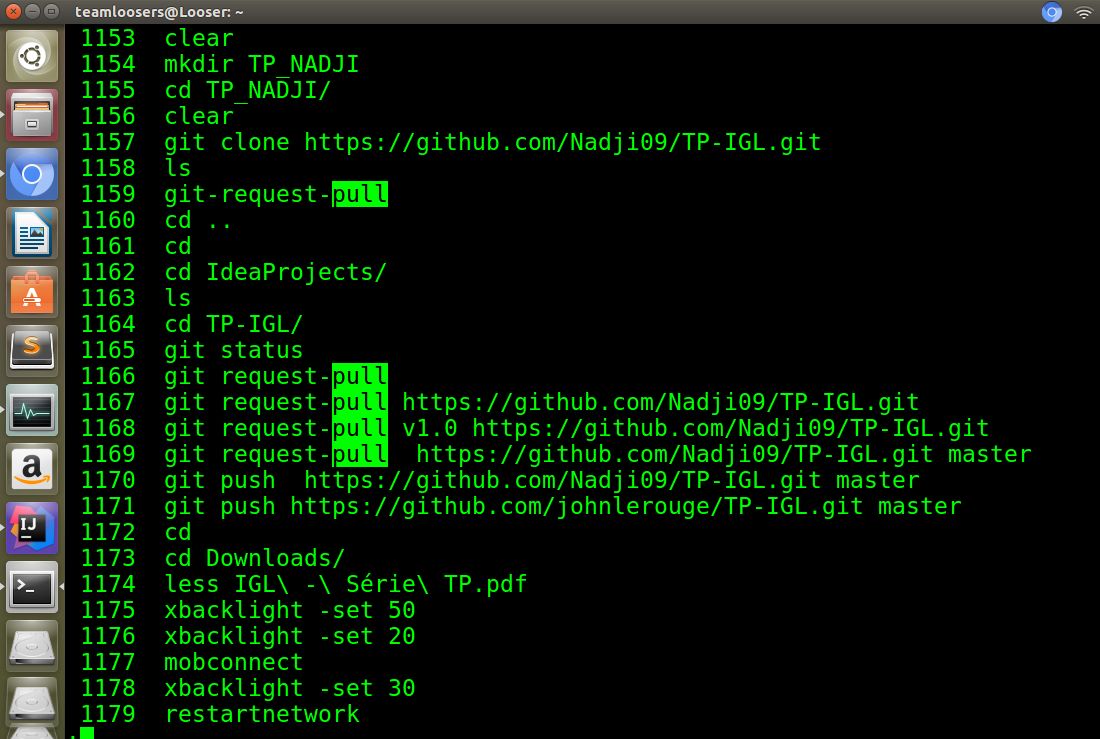 teamloosers@Looser: ~
1153 clear
1154 mkdir TP_NADJI
1155 cd TP_NADJI/
1156 clear
1157 git clone https://github.com/Nadji09/TP-IGL.git
1158 ls
1159 git-request-pull
1160 cd ..
1161 cd
1162 cd IdeaProjects/
1163 ls
1164 cd TP-IGL/
1165 git status
1166 git request-pull
1167 git request-pull https://github.com/Nadji09/TP-IGL.git
1168 git request-pull v1.0 https://github.com/Nadji09/TP-IGL.git
1169 git request-pull  https://github.com/Nadji09/TP-IGL.git master
1170 git push  https://github.com/Nadji09/TP-IGL.git master
1171 git push https://github.com/johnlerouge/TP-IGL.git master
1172 cd
1173 cd Downloads/
1174 less IGL\ -\ Série\ TP.pdf
1175 xbacklight -set 50
1176 xbacklight -set 20
1177 mobconnect
1178 xbacklight -set 30
1179 restartnetwork
A
S
a
IJ
>_